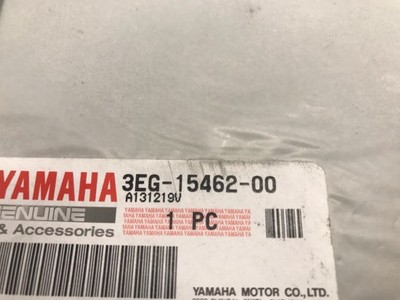 YAMAHA 3EG-15462-00
A131219V
GENUINE
1 PC
& Accessories
YAMAHA MOTOR CO.,LTD.